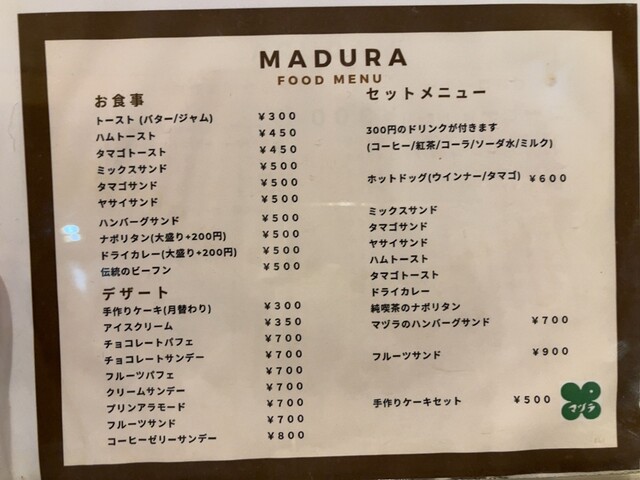 MADURA
FOOD MENU
お食事
トースト (バター/ジャム) ¥300
ハムトースト ¥450
タマゴトースト ¥450
ミックスサンド ¥500
タマゴサンド ¥500
ヤサイサンド ¥500
ハンバーグサンド ¥500
ナポリタン(大盛り+200円) ¥500
ドライカレー(大盛り+200円) ¥500
伝統のビーフン ¥500
デザート
手作りケーキ(月替わり) ¥300
アイスクリーム ¥350
チョコレートパフェ ¥700
チョコレートサンデー ¥700
フルーツパフェ ¥700
クリームサンデー ¥700
プリンアラモード ¥700
フルーツサンド ¥700
コーヒーゼリーサンデー ¥800
セットメニュー
300円のドリンクが付きます
(コーヒー/紅茶/コーラ/ソーダ水/ミルク)
ホットドッグ(ウインナー/タマゴ) ¥600
ミックスサンド
タマゴサンド
ヤサイサンド
ハムトースト
タマゴトースト
ドライカレー
純喫茶のナポリタン
マヅラのハンバーグサンド ¥700
フルーツサンド ¥900
手作りケーキセット ¥500
マヅラ